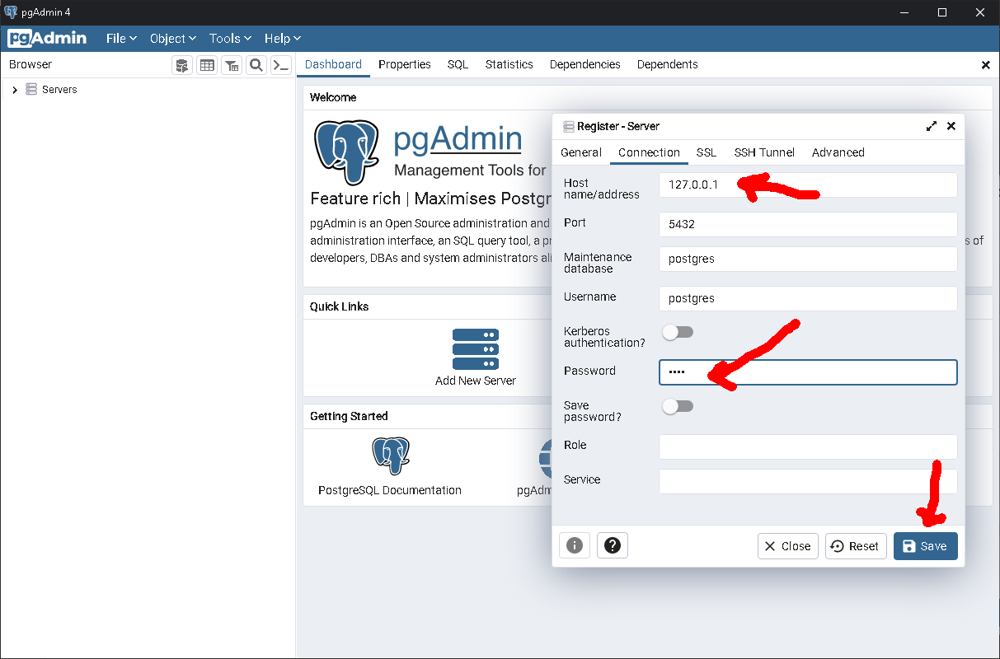 pgAdmin 4
pgAdmin File Object Tools Help
Browser
Dashboard Properties SQL Statistics Dependencies Dependents
Servers
Welcome
pgAdmin
Management Tools for
Feature rich | Maximises Postgr
pgAdmin is an Open Source administration and
administration interface, an SQL query tool, a pr
s of
developers, DBAs and system administrators ali
Quick Links
Add New Server
Getting Started
PostgreSQL Documentation
pgAdm
Register - Server
General Connection SSL SSH Tunnel Advanced
Host
name/address
127.0.0.1
Port
5432
Maintenance
database
postgres
Username
postgres
Kerberos
authentication?
Password
••••
Save
password?
Role
Service
Close
Reset
Save